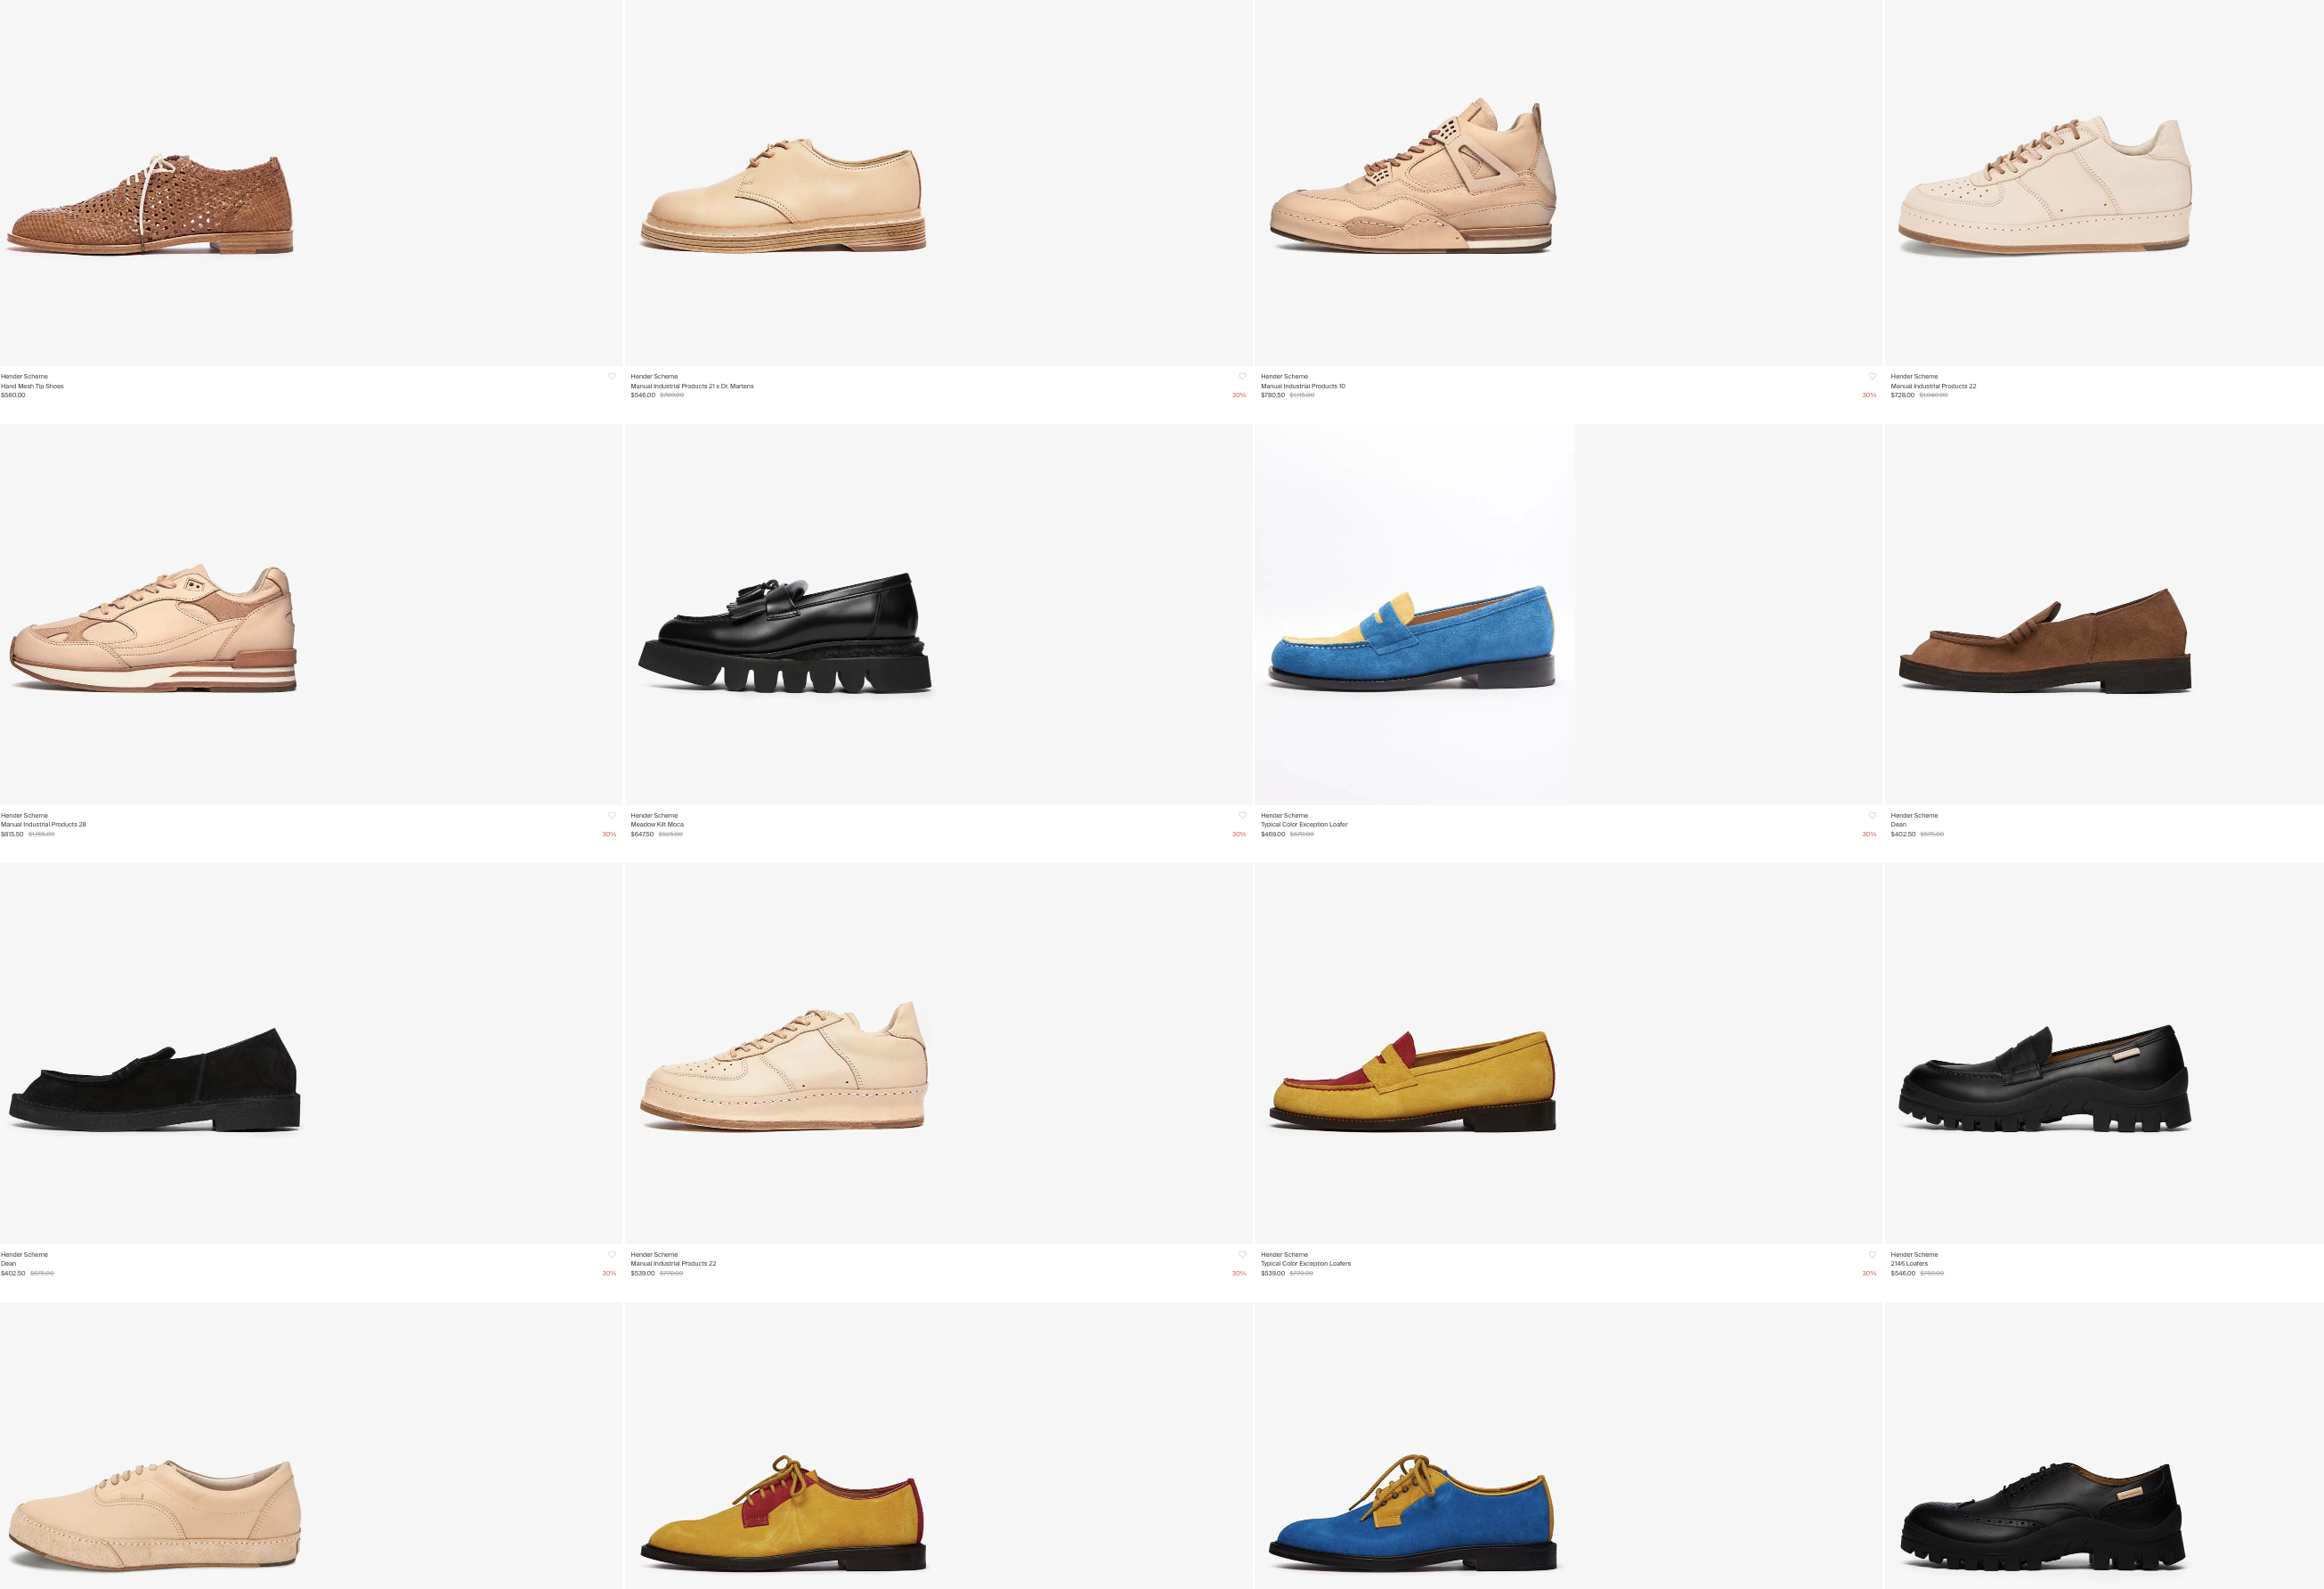 Hender Scheme
Hand Mesh Tip Shoes
$580.00
Hender Scheme
Manual Industrial Products 21 x Dr. Martens
$546.00 $780.00
30%
Hender Scheme
Manual Industrial Products 10
$780.50 $1,115.00
30%
Hender Scheme
Manual Industrial Products 22
$728.00 $1,040.00
Hender Scheme
Manual Industrial Products 28
$815.50 $1,165.00
30%
Hender Scheme
Meadow Kilt Moca
$647.50 $925.00
30%
Hender Scheme
Typical Color Exception Loafer
$469.00 $670.00
30%
Hender Scheme
Dean
$402.50 $575.00
Hender Scheme
Dean
$402.50 $575.00
30%
Hender Scheme
Manual Industrial Products 22
$539.00 $770.00
30%
Hender Scheme
Typical Color Exception Loafers
$539.00 $770.00
30%
Hender Scheme
2146 Loafers
$546.00 $780.00